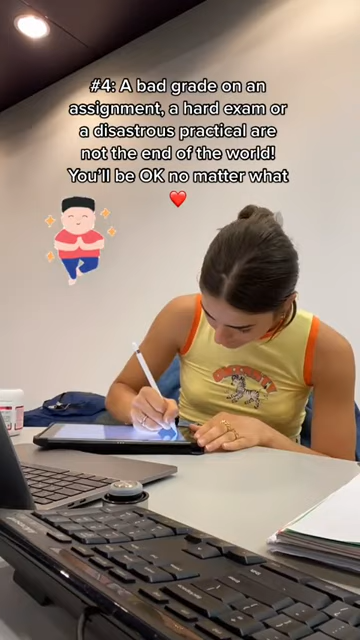 #4: A bad grade on an
assignment, a hard exam or
a disastrous practical are
not the end of the world!
You'll be OK no matter what
❤️